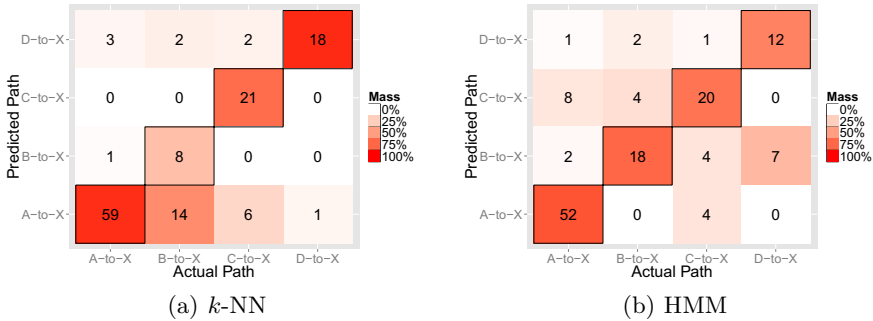 D−to−X 3 2 2 18
C−to−X 0 0 21 0
B−to−X 1 8 0 0
A−to−X 59 14 6 1
A−to−X B−to−X C−to−X D−to−X
Actual Path
Predicted Path
Mass
0%
25%
50%
75%
100%
(a) k-NN
D−to−X 1 2 1 12
C−to−X 8 4 20 0
B−to−X 2 18 4 7
A−to−X 52 0 4 0
A−to−X B−to−X C−to−X D−to−X
Actual Path
Predicted Path
Mass
0%
25%
50%
75%
100%
(b) HMM